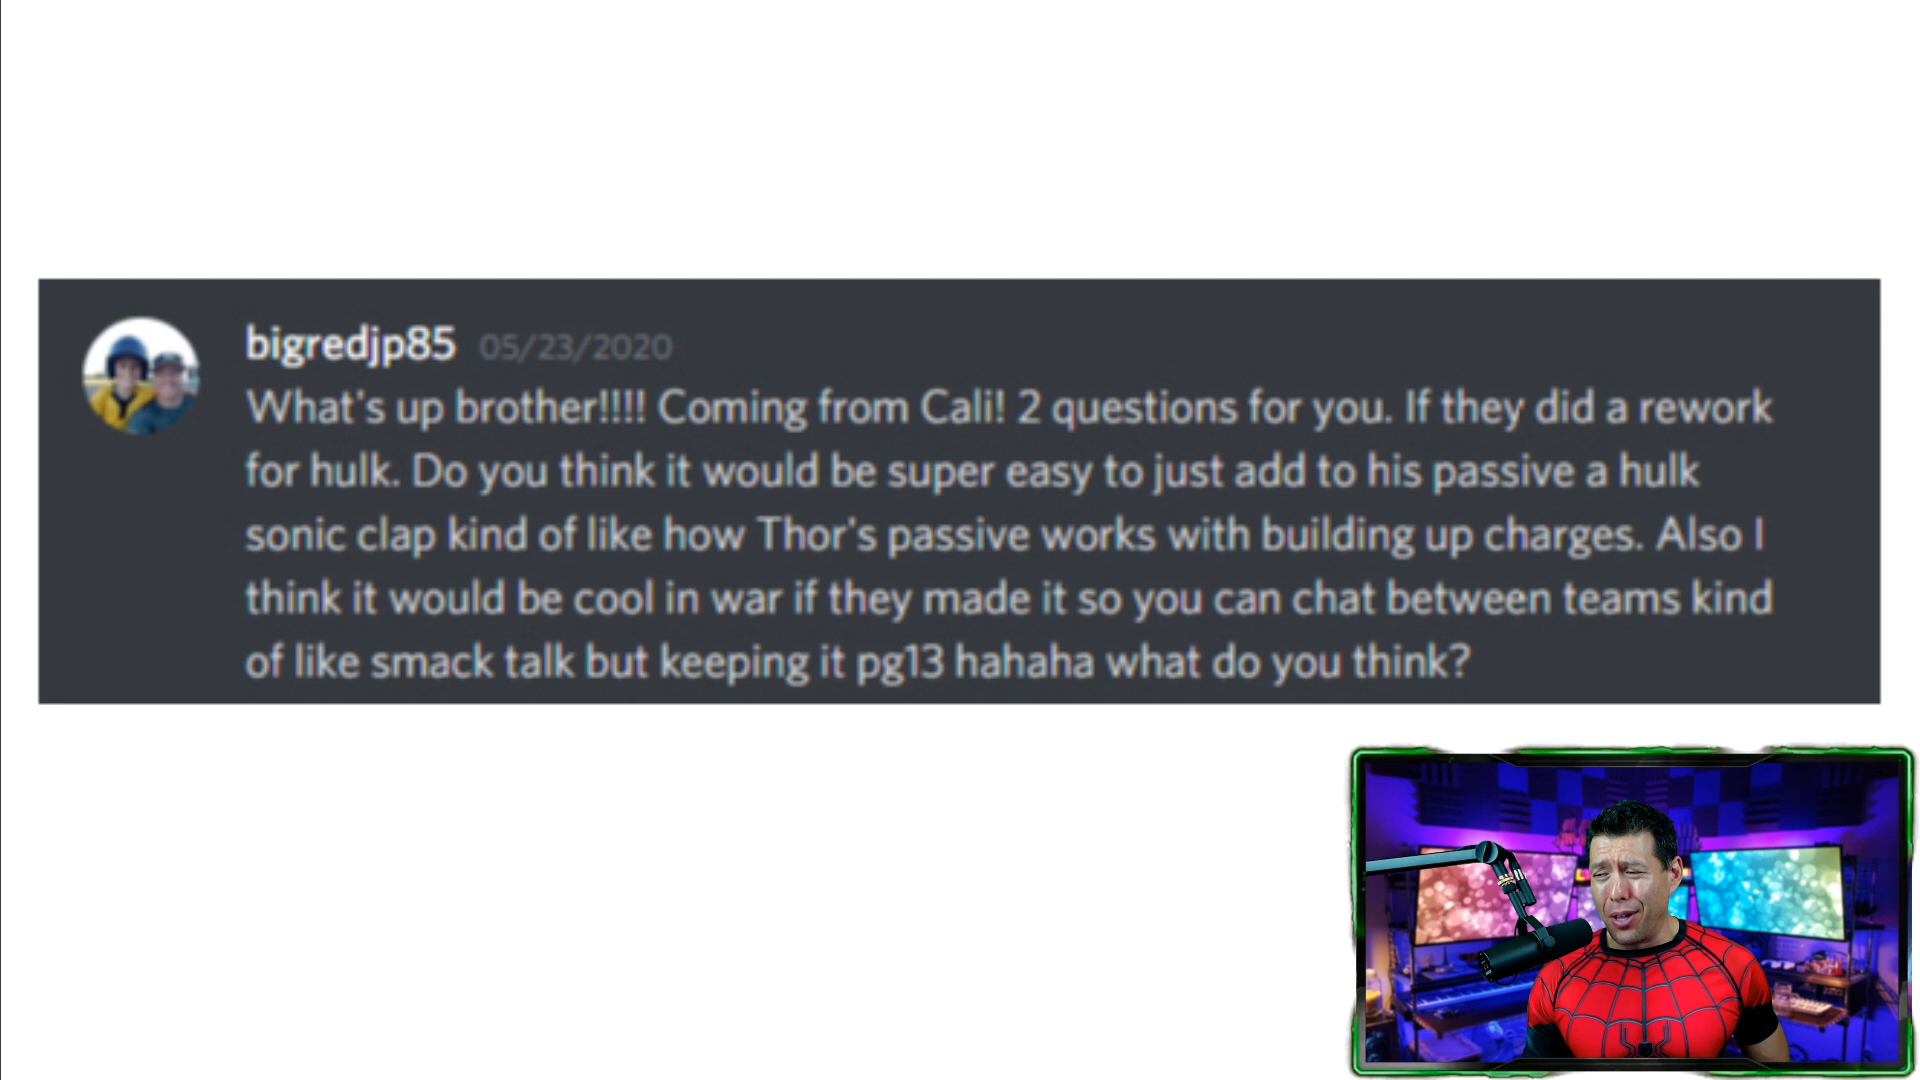 bigredjp85 05/23/2020
What's up brother!!!! Coming from Cali! 2 questions for you. If they did a rework
for hulk. Do you think it would be super easy to just add to his passive a hulk
sonic clap kind of like how Thor's passive works with building up charges. Also I
think it would be cool in war if they made it so you can chat between teams kind
of like smack talk but keeping it pg13 hahaha what do you think?